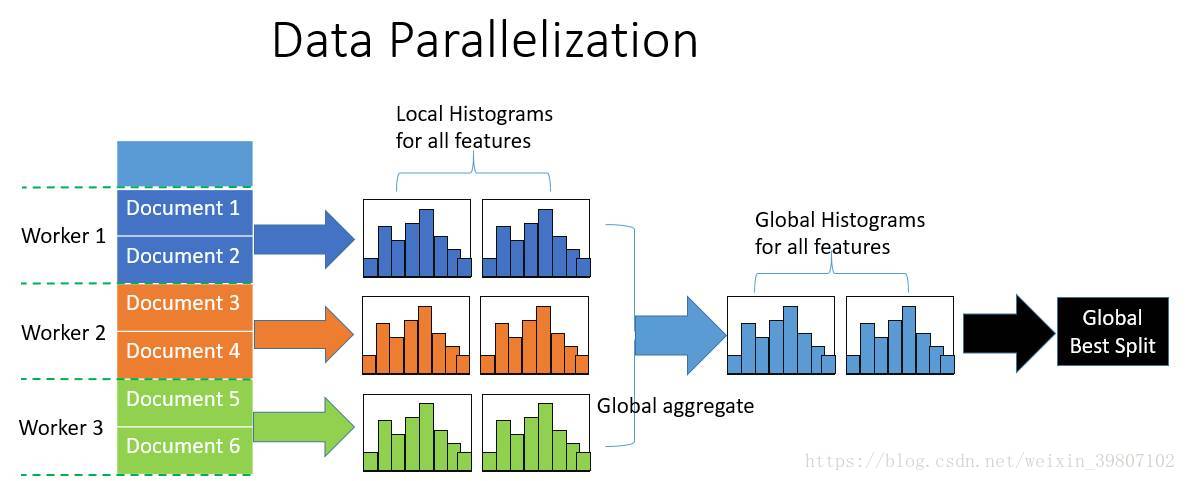 Data Parallelization
Local Histograms
for all features
Document 1
Worker 1
Document 2
Document 3
Worker 2
Document 4
Document 5
Worker 3
Document 6
Global aggregate
Global Histograms
for all features
Global
Best Split
https://blog.csdn.net/weixin_39807102